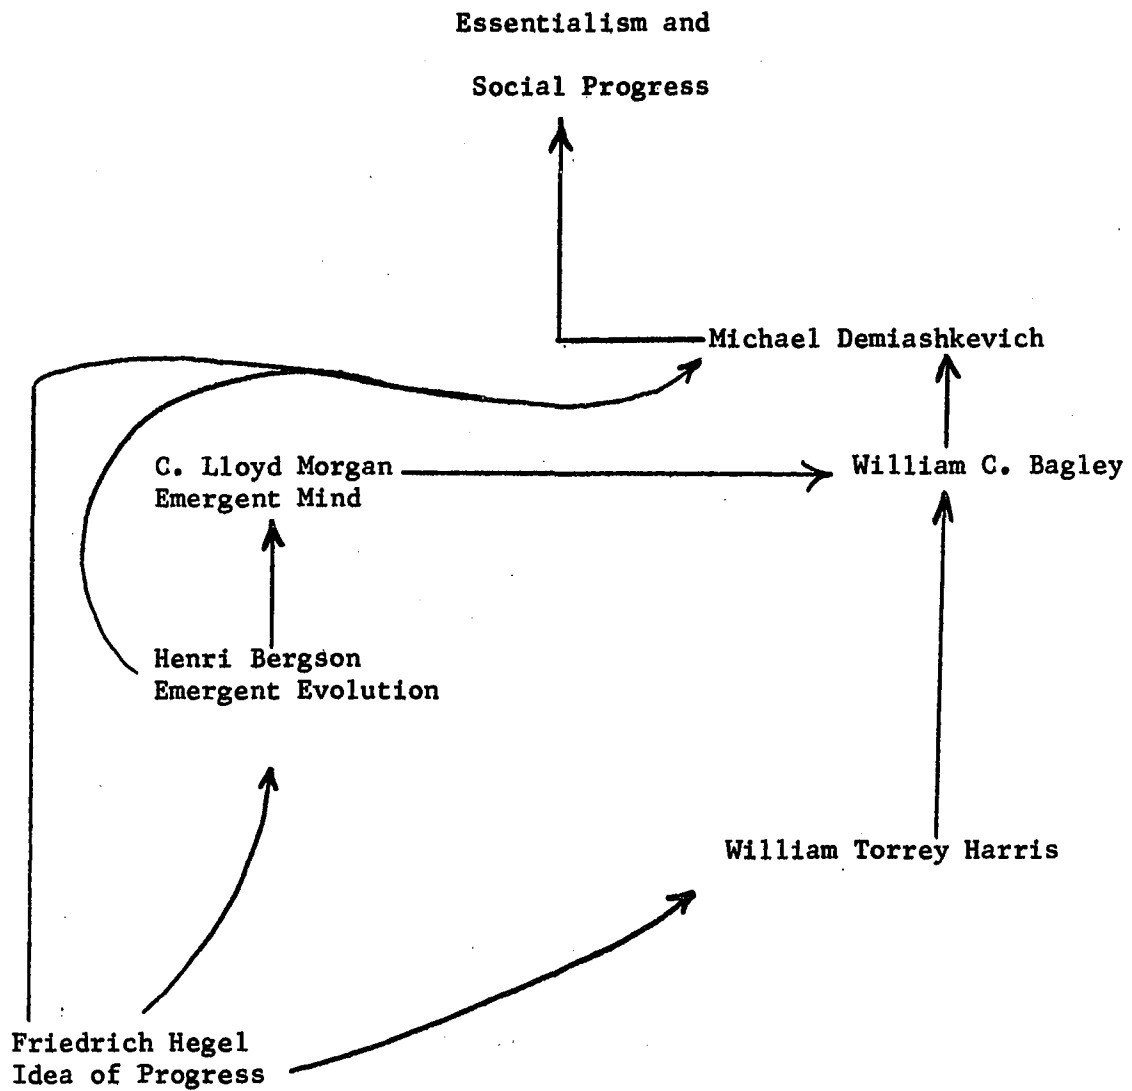 Essentialism and
Social Progress
Michael Demiashkevich
C. Lloyd Morgan
Emergent Mind
William C. Bagley
Henri Bergson
Emergent Evolution
William Torrey Harris
Friedrich Hegel
Idea of Progress